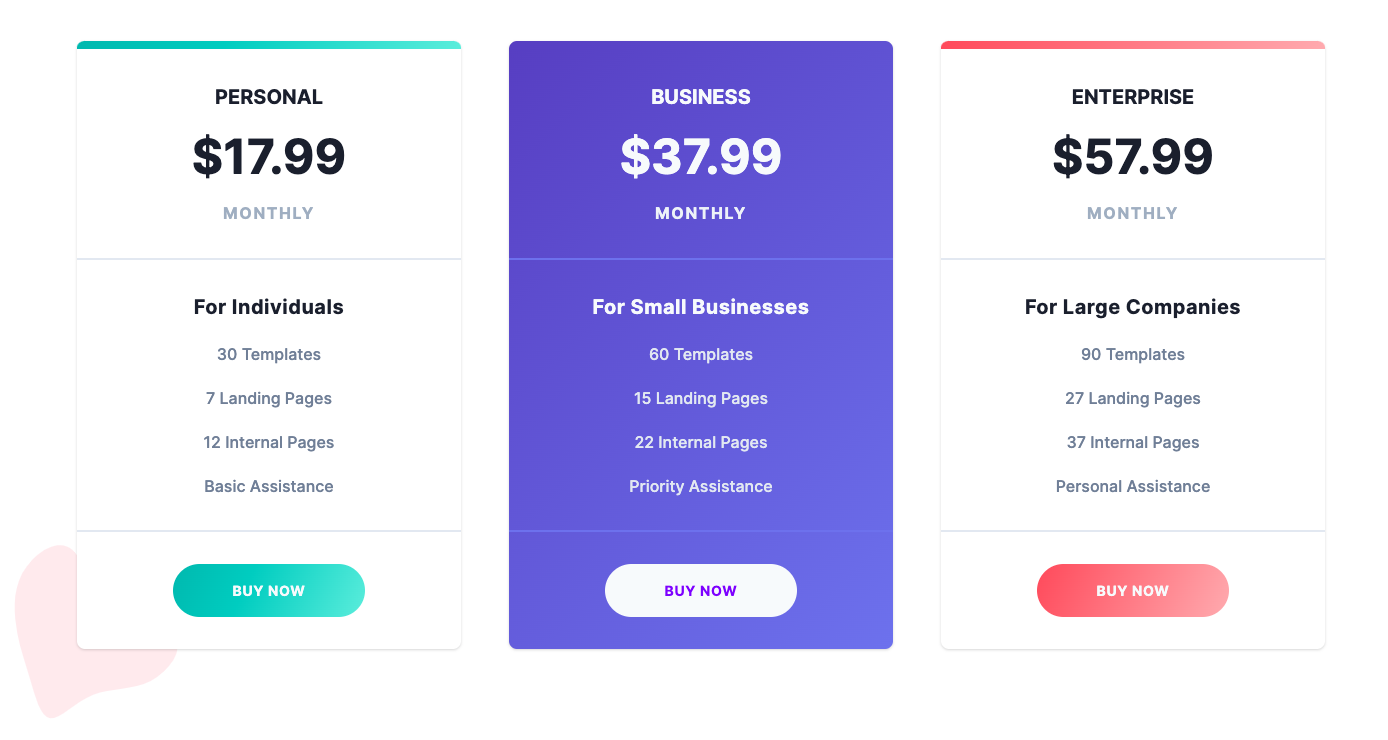 PERSONAL
$17.99
MONTHLY
For Individuals
30 Templates
7 Landing Pages
12 Internal Pages
Basic Assistance
BUY NOW
BUSINESS
$37.99
MONTHLY
For Small Businesses
60 Templates
15 Landing Pages
22 Internal Pages
Priority Assistance
BUY NOW
ENTERPRISE
$57.99
MONTHLY
For Large Companies
90 Templates
27 Landing Pages
37 Internal Pages
Personal Assistance
BUY NOW